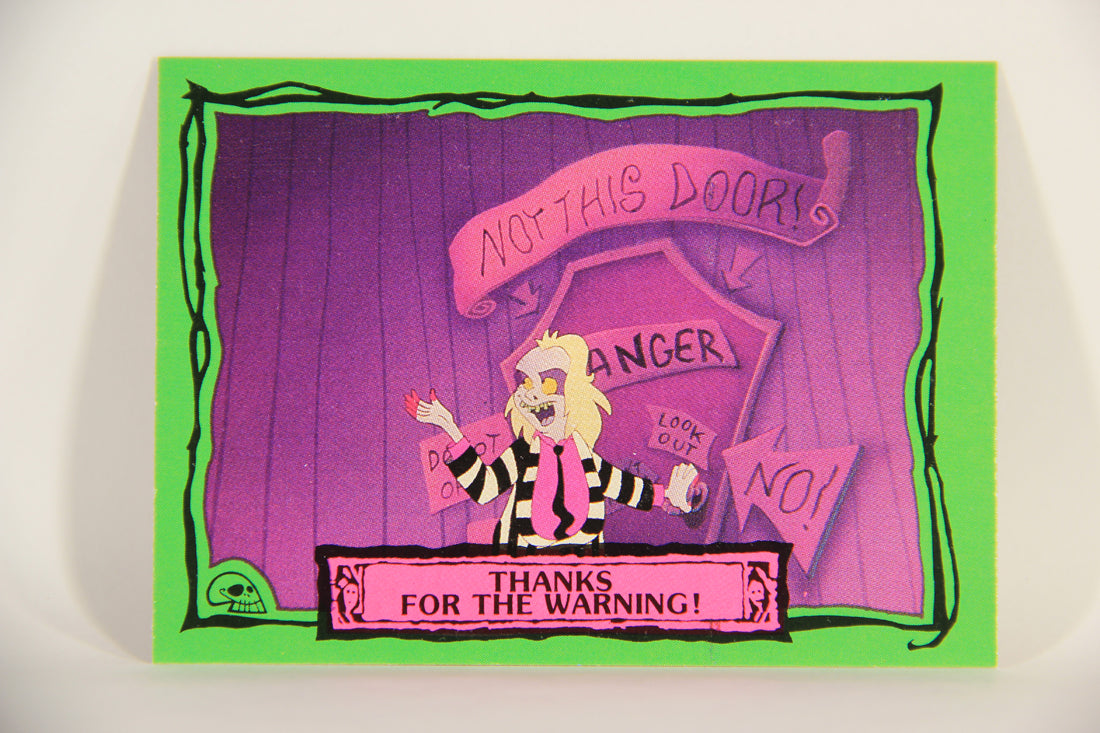 NOT THIS DOOR!
ANGER
LOOK
OUT
NO!
THANKS
FOR THE WARNING!